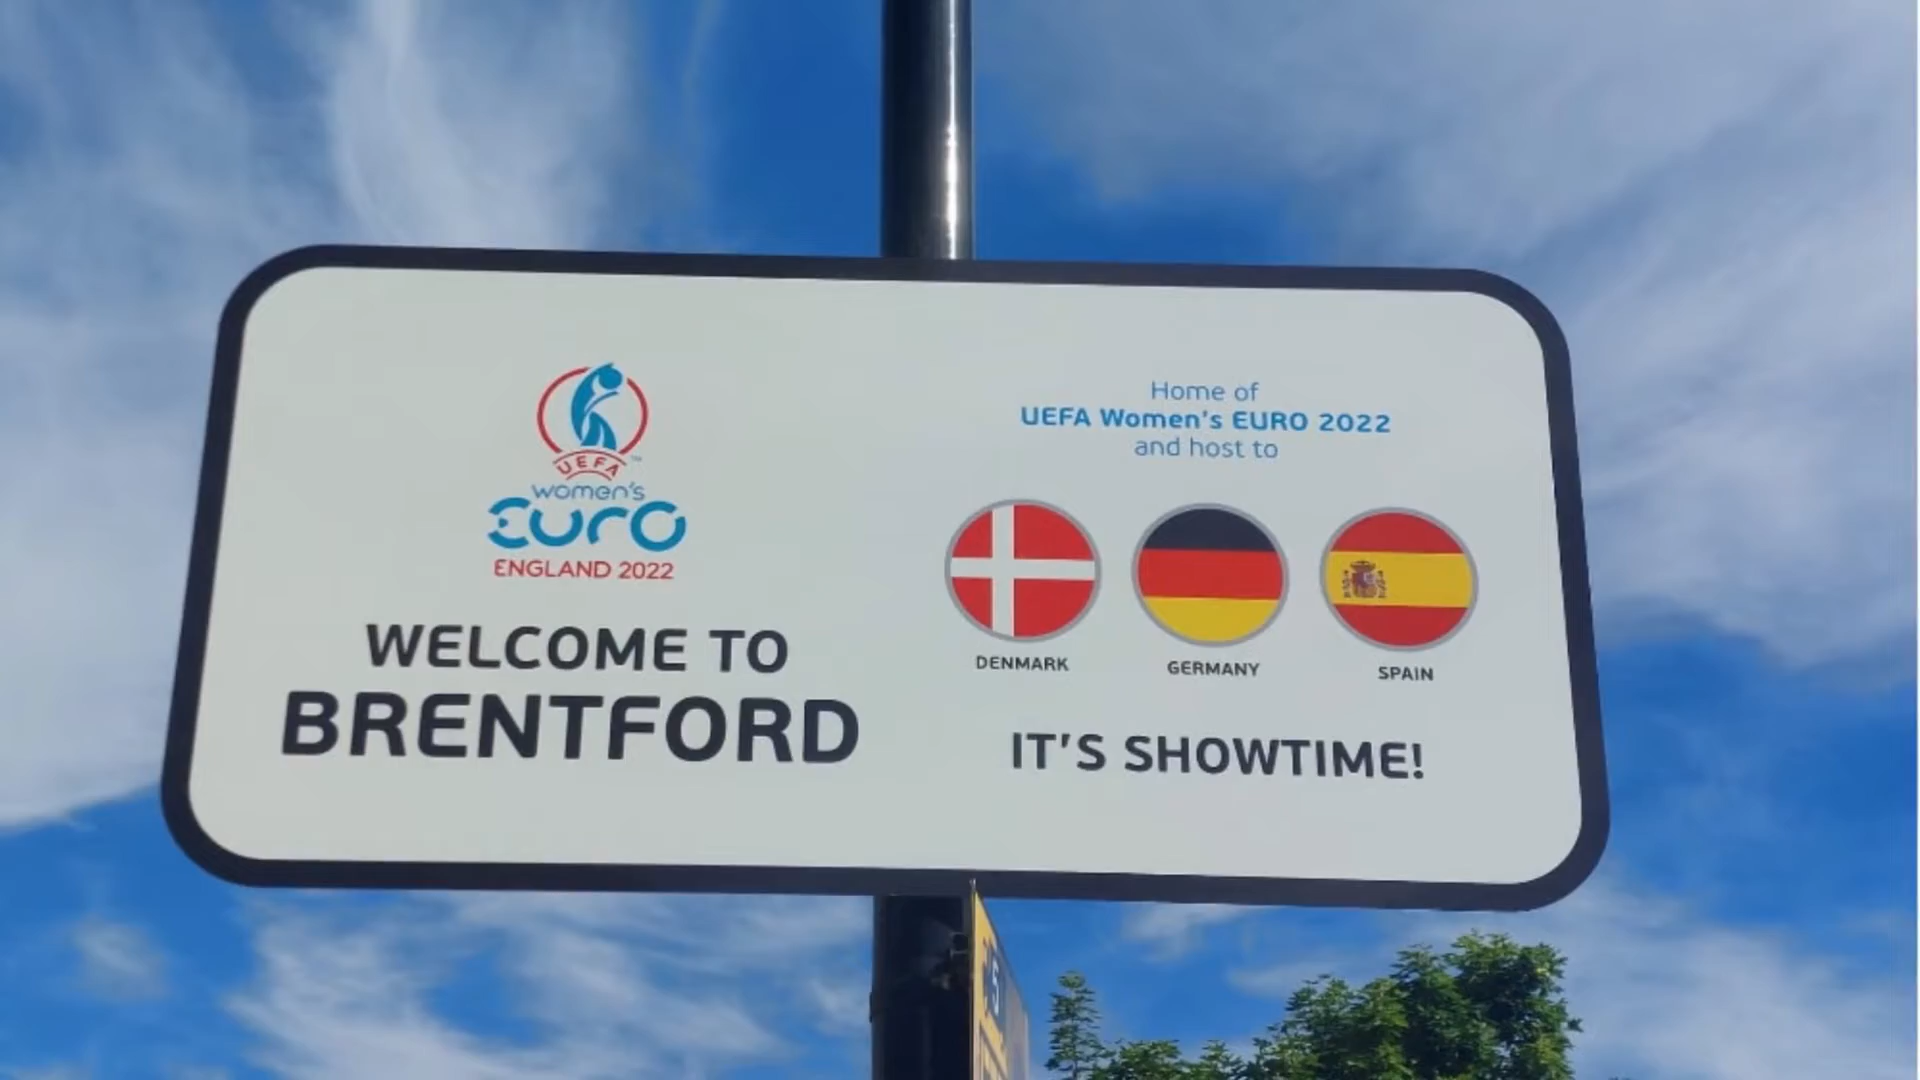 UEFA
women's
EURO
ENGLAND 2022
WELCOME TO
BRENTFORD
Home of
UEFA Women's EURO 2022
and host to
DENMARK GERMANY SPAIN
IT'S SHOWTIME!
5